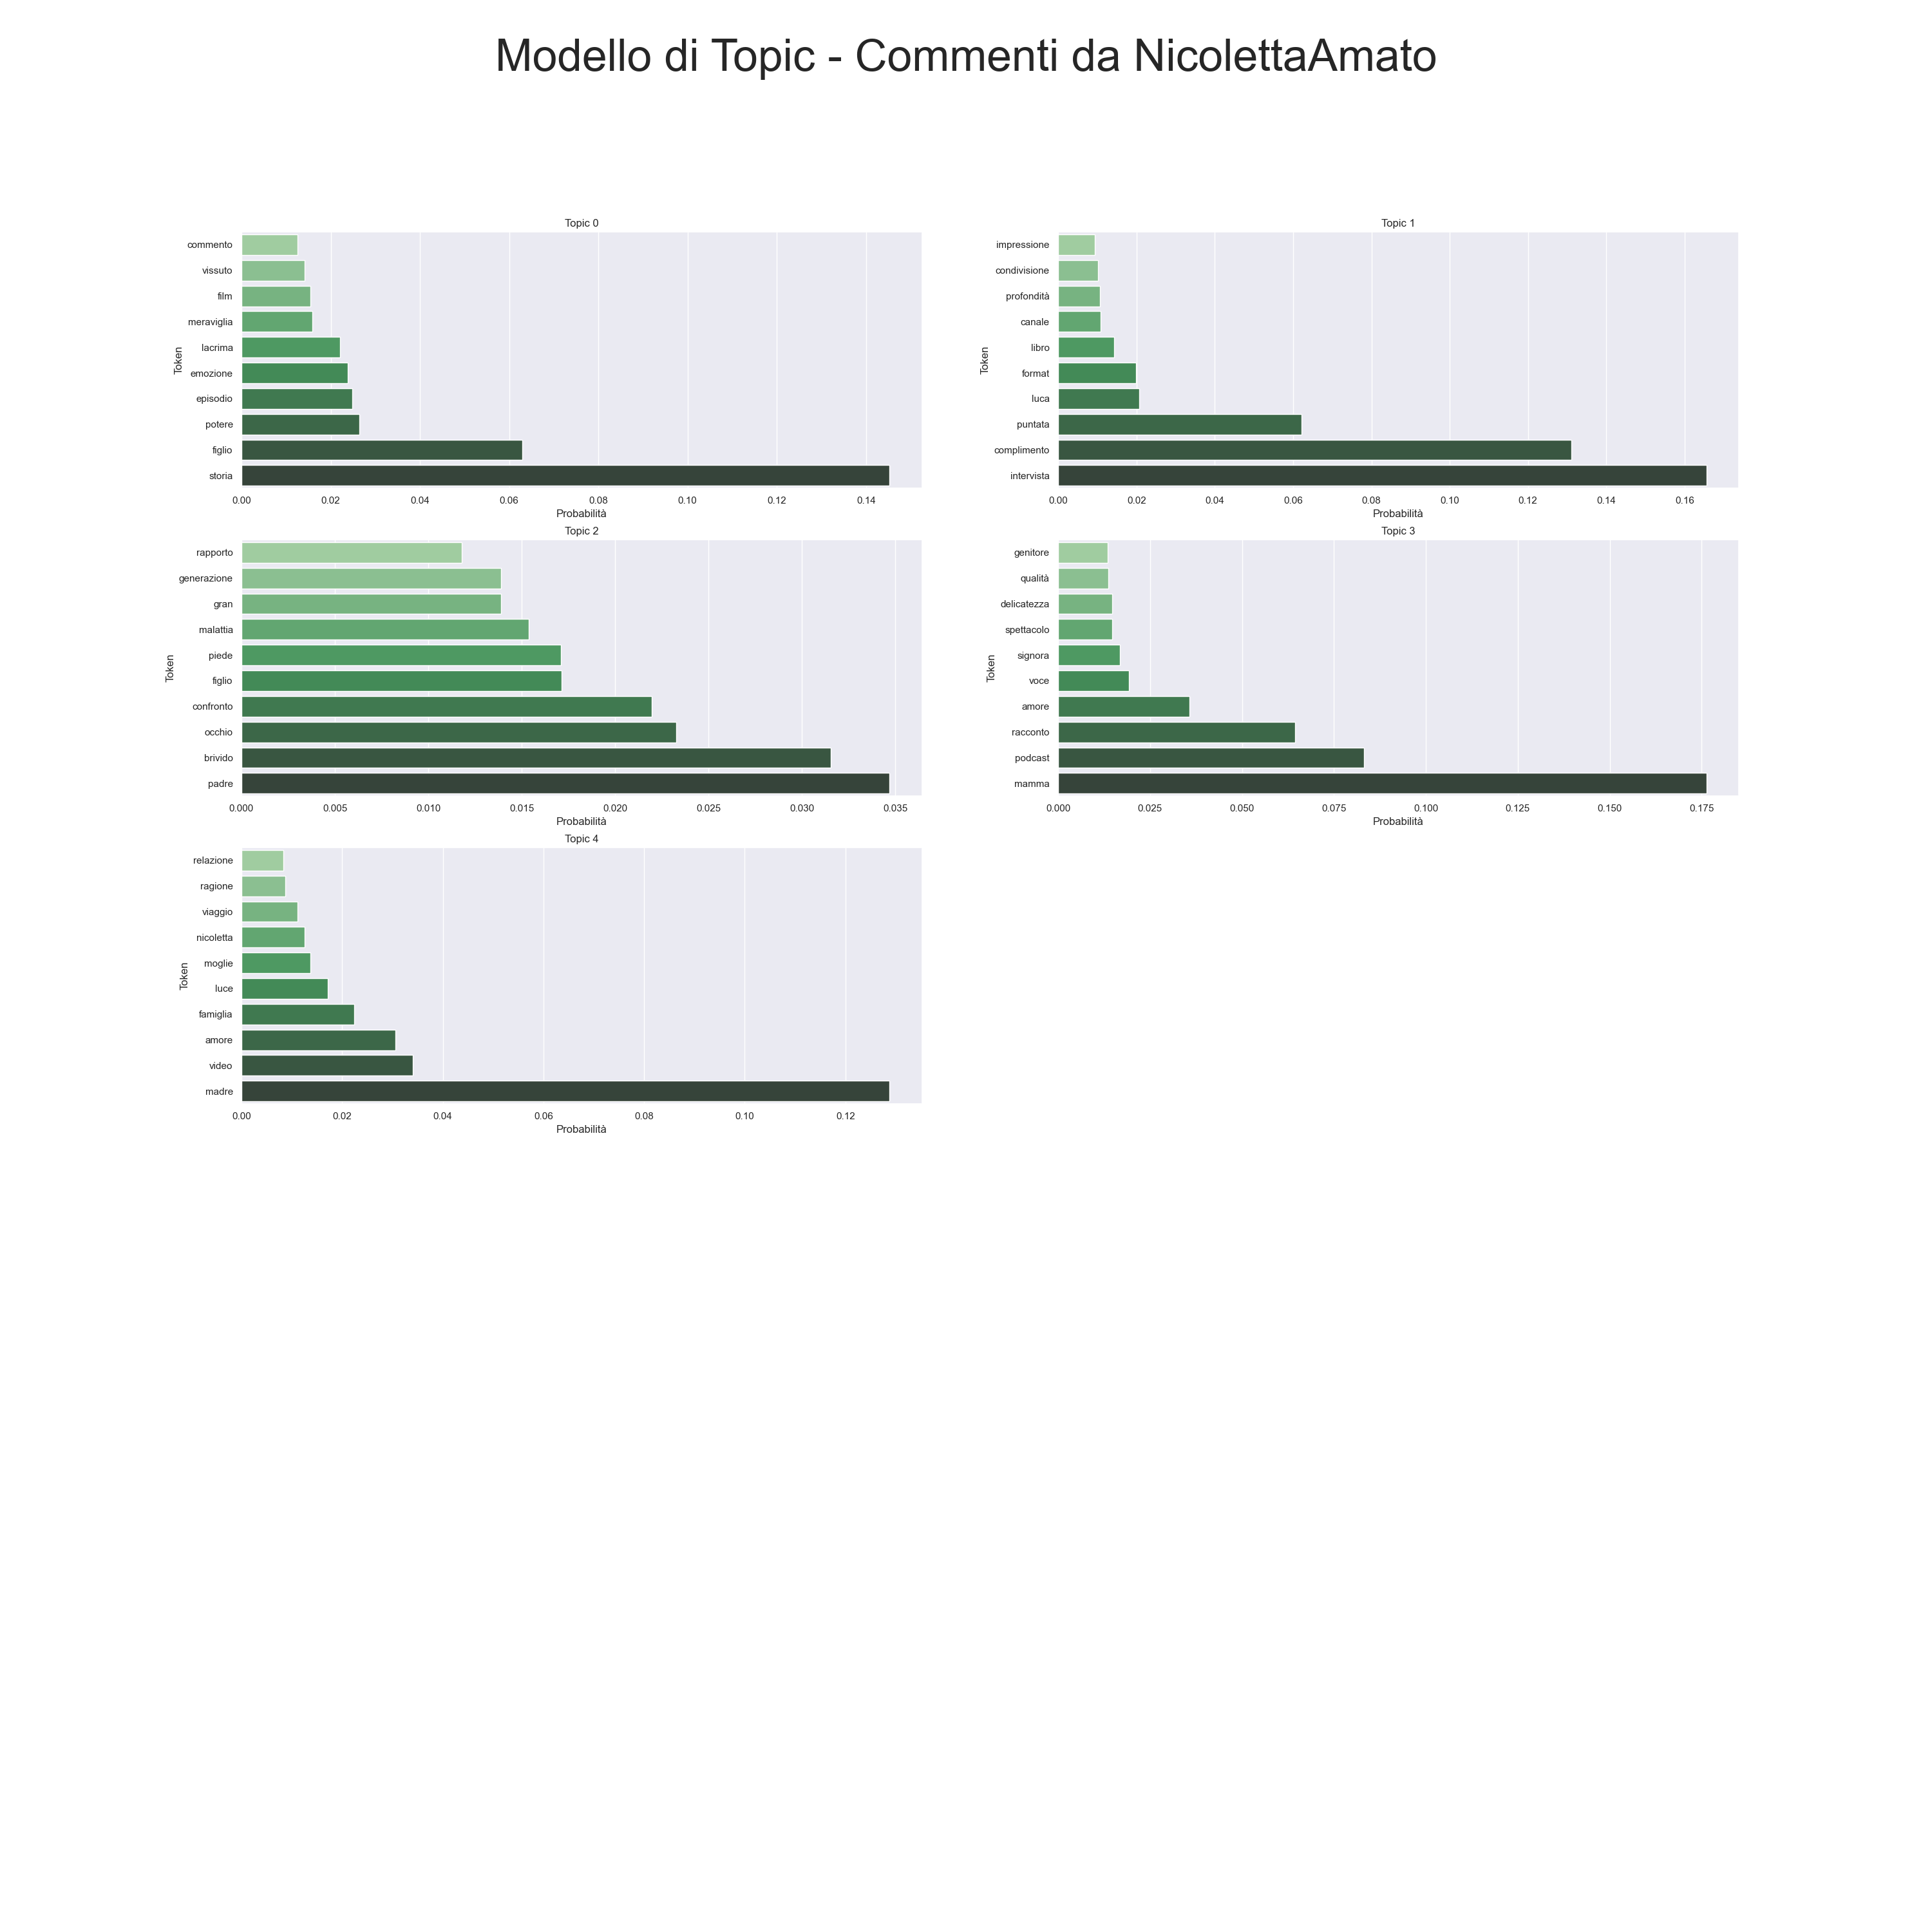 Modello di Topic - Commenti da NicolettaAmato
Topic 0
Token
commento
vissuto
film
meraviglia
lacrima
emozione
episodio
potere
figlio
storia
0.00 0.02 0.04 0.06 0.08 0.10 0.12 0.14
Probabilità
Topic 1
Token
impressione
condivisione
profondità
canale
libro
format
luca
puntata
complimento
intervista
0.00 0.02 0.04 0.06 0.08 0.10 0.12 0.14 0.16
Probabilità
Topic 2
Token
rapporto
generazione
gran
malattia
piede
figlio
confronto
occhio
brivido
padre
0.000 0.005 0.010 0.015 0.020 0.025 0.030 0.035
Probabilità
Topic 3
Token
genitore
qualità
delicatezza
spettacolo
signora
voce
amore
racconto
podcast
mamma
0.000 0.025 0.050 0.075 0.100 0.125 0.150 0.175
Probabilità
Topic 4
Token
relazione
ragione
viaggio
nicoletta
moglie
luce
famiglia
amore
video
madre
0.00 0.02 0.04 0.06 0.08 0.10 0.12
Probabilità